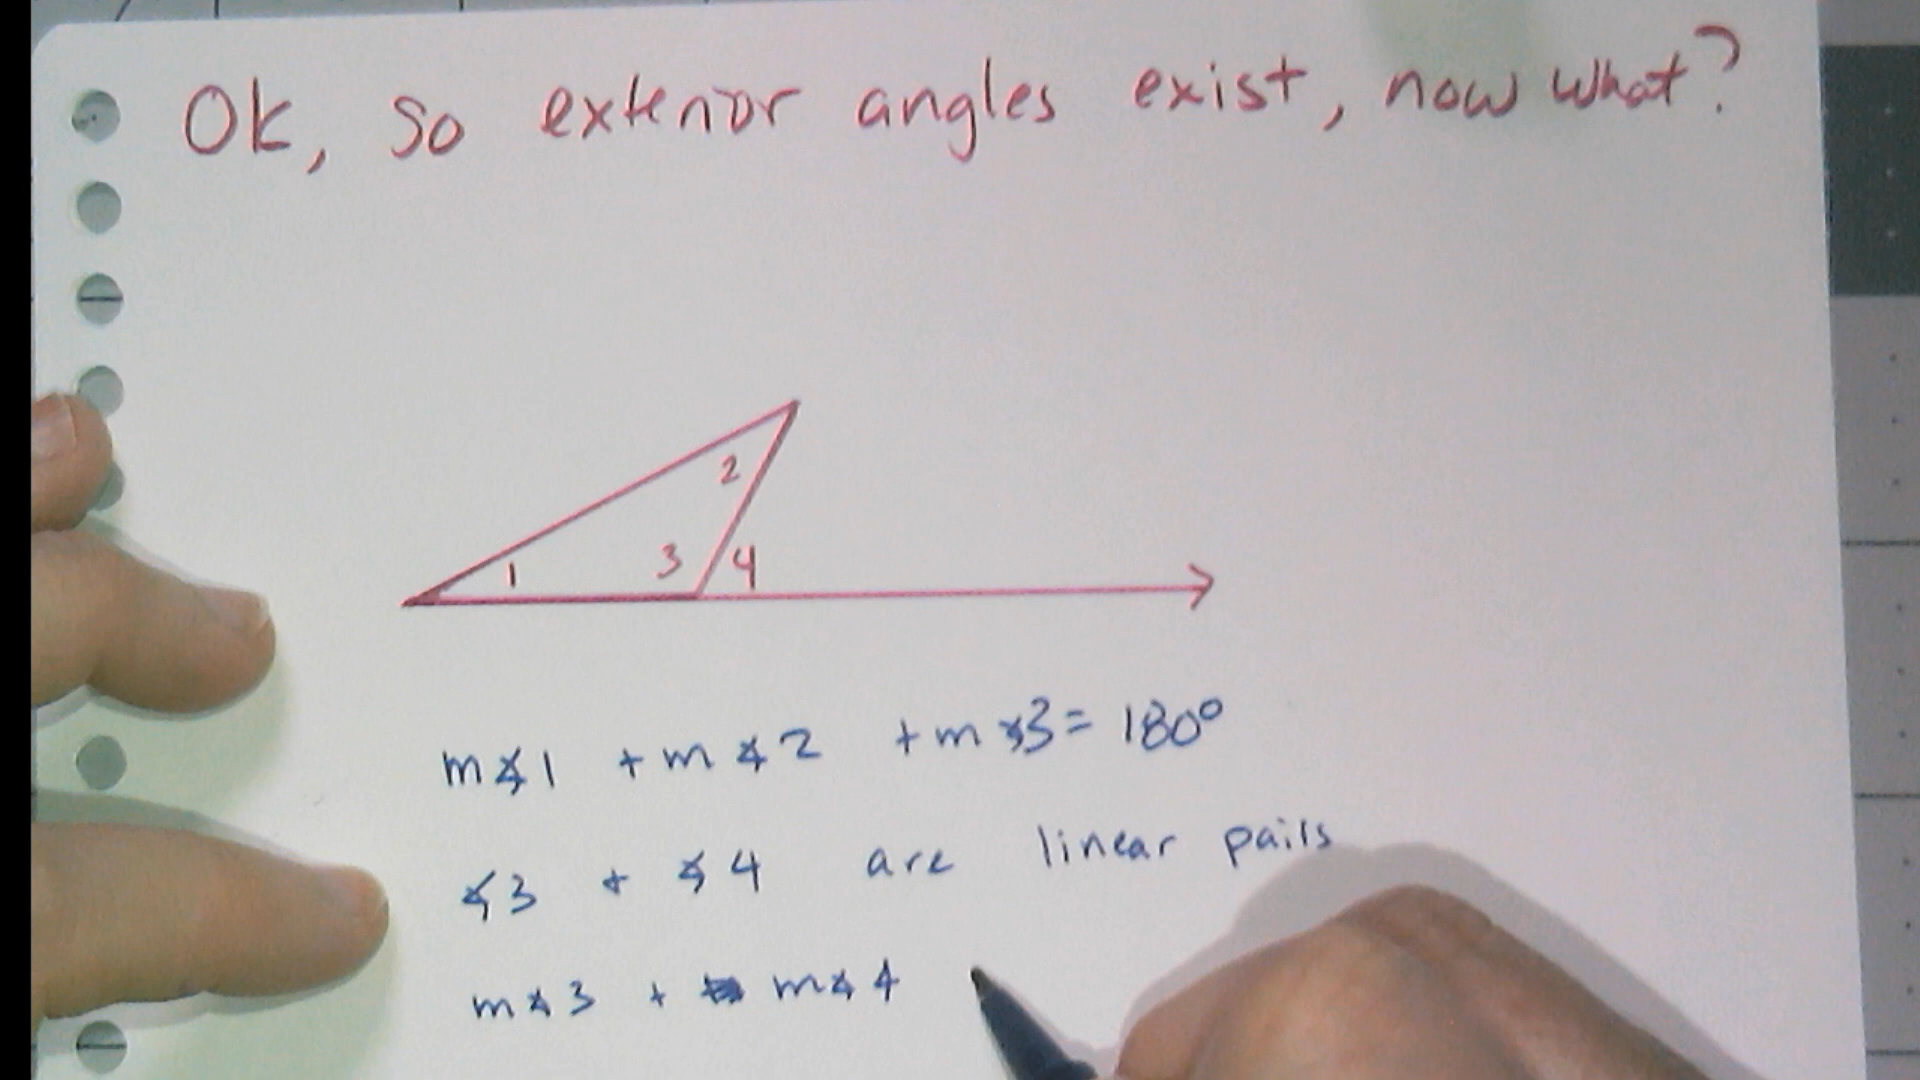 Ok, so exterior angles exist, now what?
2
3 4
1
m∡1 + m∡2 + m∡3 = 180°
∡3 + ∡4 are linear pairs
m∡3 + m∡4